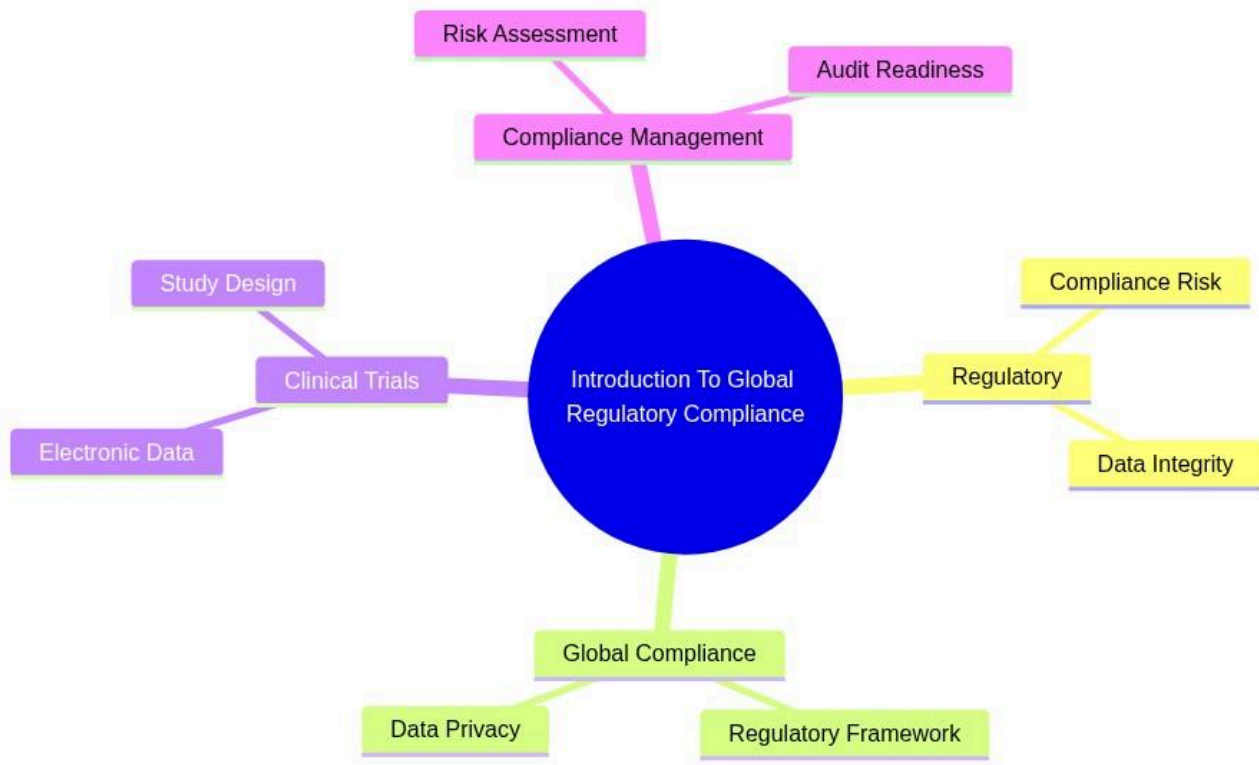 Risk Assessment
Audit Readiness
Compliance Management
Study Design
Compliance Risk
Clinical Trials
Introduction To Global
Regulatory Compliance
Regulatory
Electronic Data
Data Integrity
Global Compliance
Data Privacy
Regulatory Framework